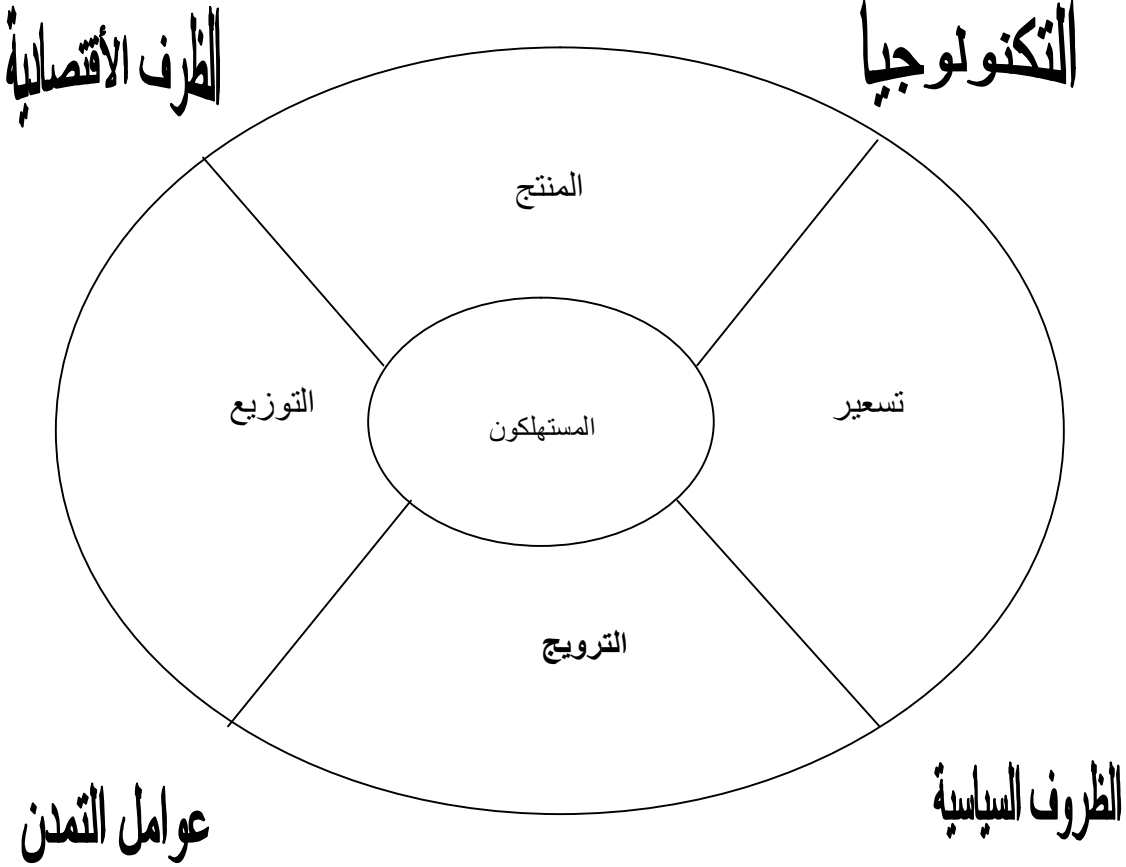 التكنولوجيا
الظرف الأقتصادية
المنتج
تسعير
المستهلكون
التوزيع
الترويج
الظروف السياسية
عوامل التمدن